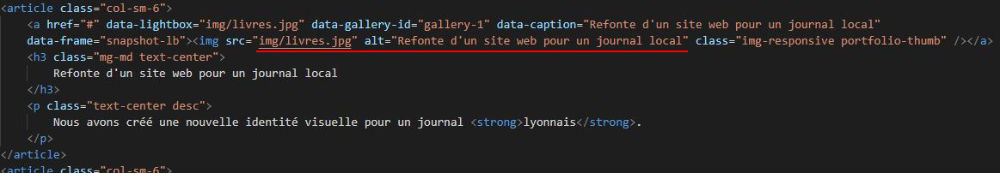 <article class="col-sm-6">
<a href="#" data-lightbox="img/livres.jpg" data-gallery-id="gallery-1" data-caption="Refonte d'un site web pour un journal local"
data-frame="snapshot-lb"><img src="img/livres.jpg" alt="Refonte d'un site web pour un journal local" class="img-responsive portfolio-thumb" /></a>
<h3 class="mg-md text-center">
Refonte d'un site web pour un journal local
</h3>
<p class="text-center desc">
Nous avons créé une nouvelle identité visuelle pour un journal <strong>lyonnais</strong>.
</p>
</article>
<article class="col-sm-6">